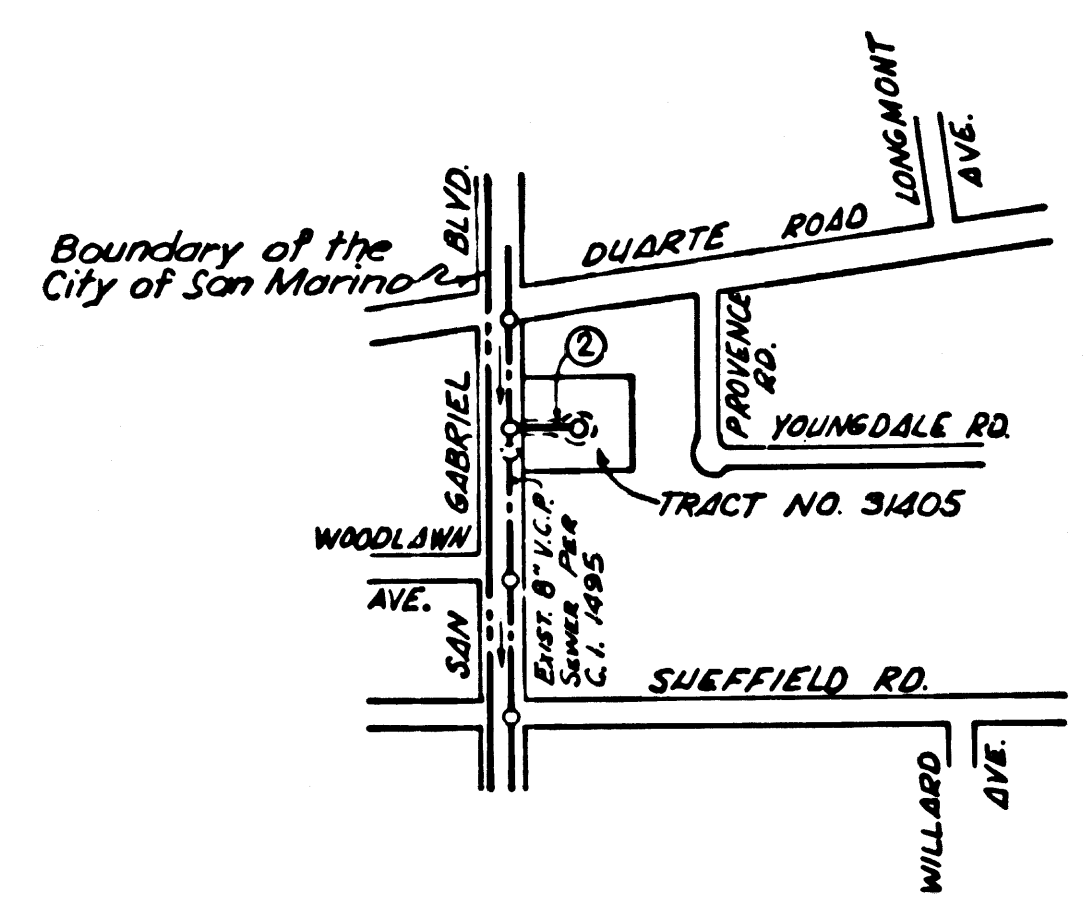 LONGMONT
AVE.
BLVD.
DUARTE ROAD
Boundary of the
City of San Marino
2
PROVENCE
RD.
GABRIEL
YOUNGDALE RD.
TRACT NO. 31405
WOODLAWN
AVE.
EXIST. 8" V.C.P.
SEWER PER
C.I. 1495
SAN
SHEFFIELD RD.
WILLARD
AVE.